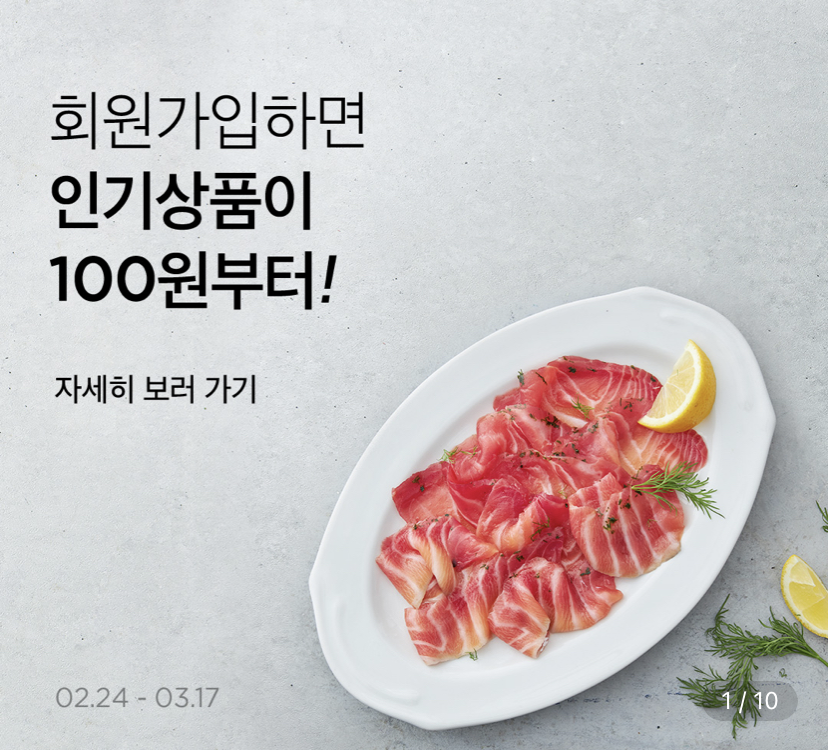 회원가입하면
인기상품이
100원부터!
자세히 보러 가기
02.24 - 03.17
1 / 10